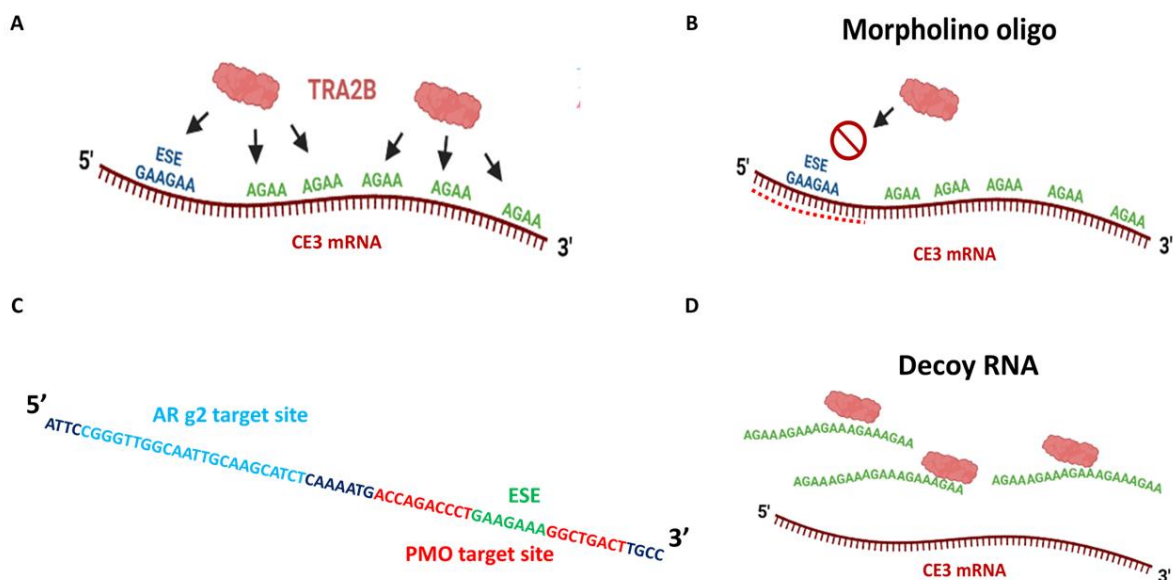 A
TRA2B
5'
ESE
GAAGAA
AGAA
AGAA
AGAA
AGAA
AGAA
CE3 mRNA
3'
B
Morpholino oligo
5'
ESE
GAAGAA
AGAA
AGAA
AGAA
AGAA
AGAA
CE3 mRNA
3'
C
5’
AR g2 target site
ATTCCGGGTTGGCAATTGCAAGCATCTCAAAATGACCAGACCCTGAAGAAAGGCTGACTTGCC
ESE
PMO target site
3’
D
Decoy RNA
AGAAAGAAAGAAAGAAAGAA
AGAAAGAAAGAAAGAAAGAA
AGAAAGAAAGAAAGAAAGAA
5'
CE3 mRNA
3'